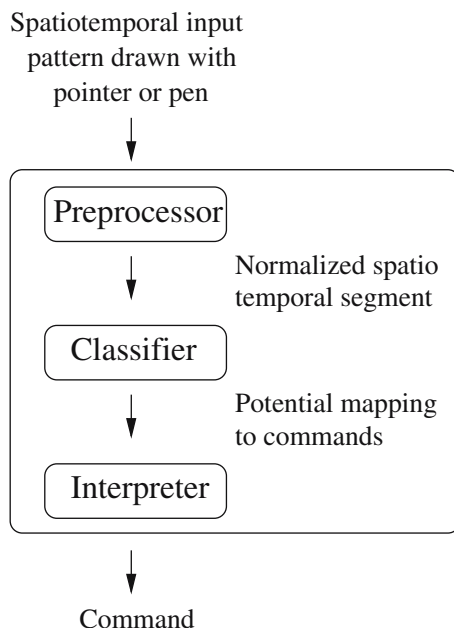 Spatiotemporal input
pattern drawn with
pointer or pen
Preprocessor
Normalized spatio
temporal segment
Classifier
Potential mapping
to commands
Interpreter
Command